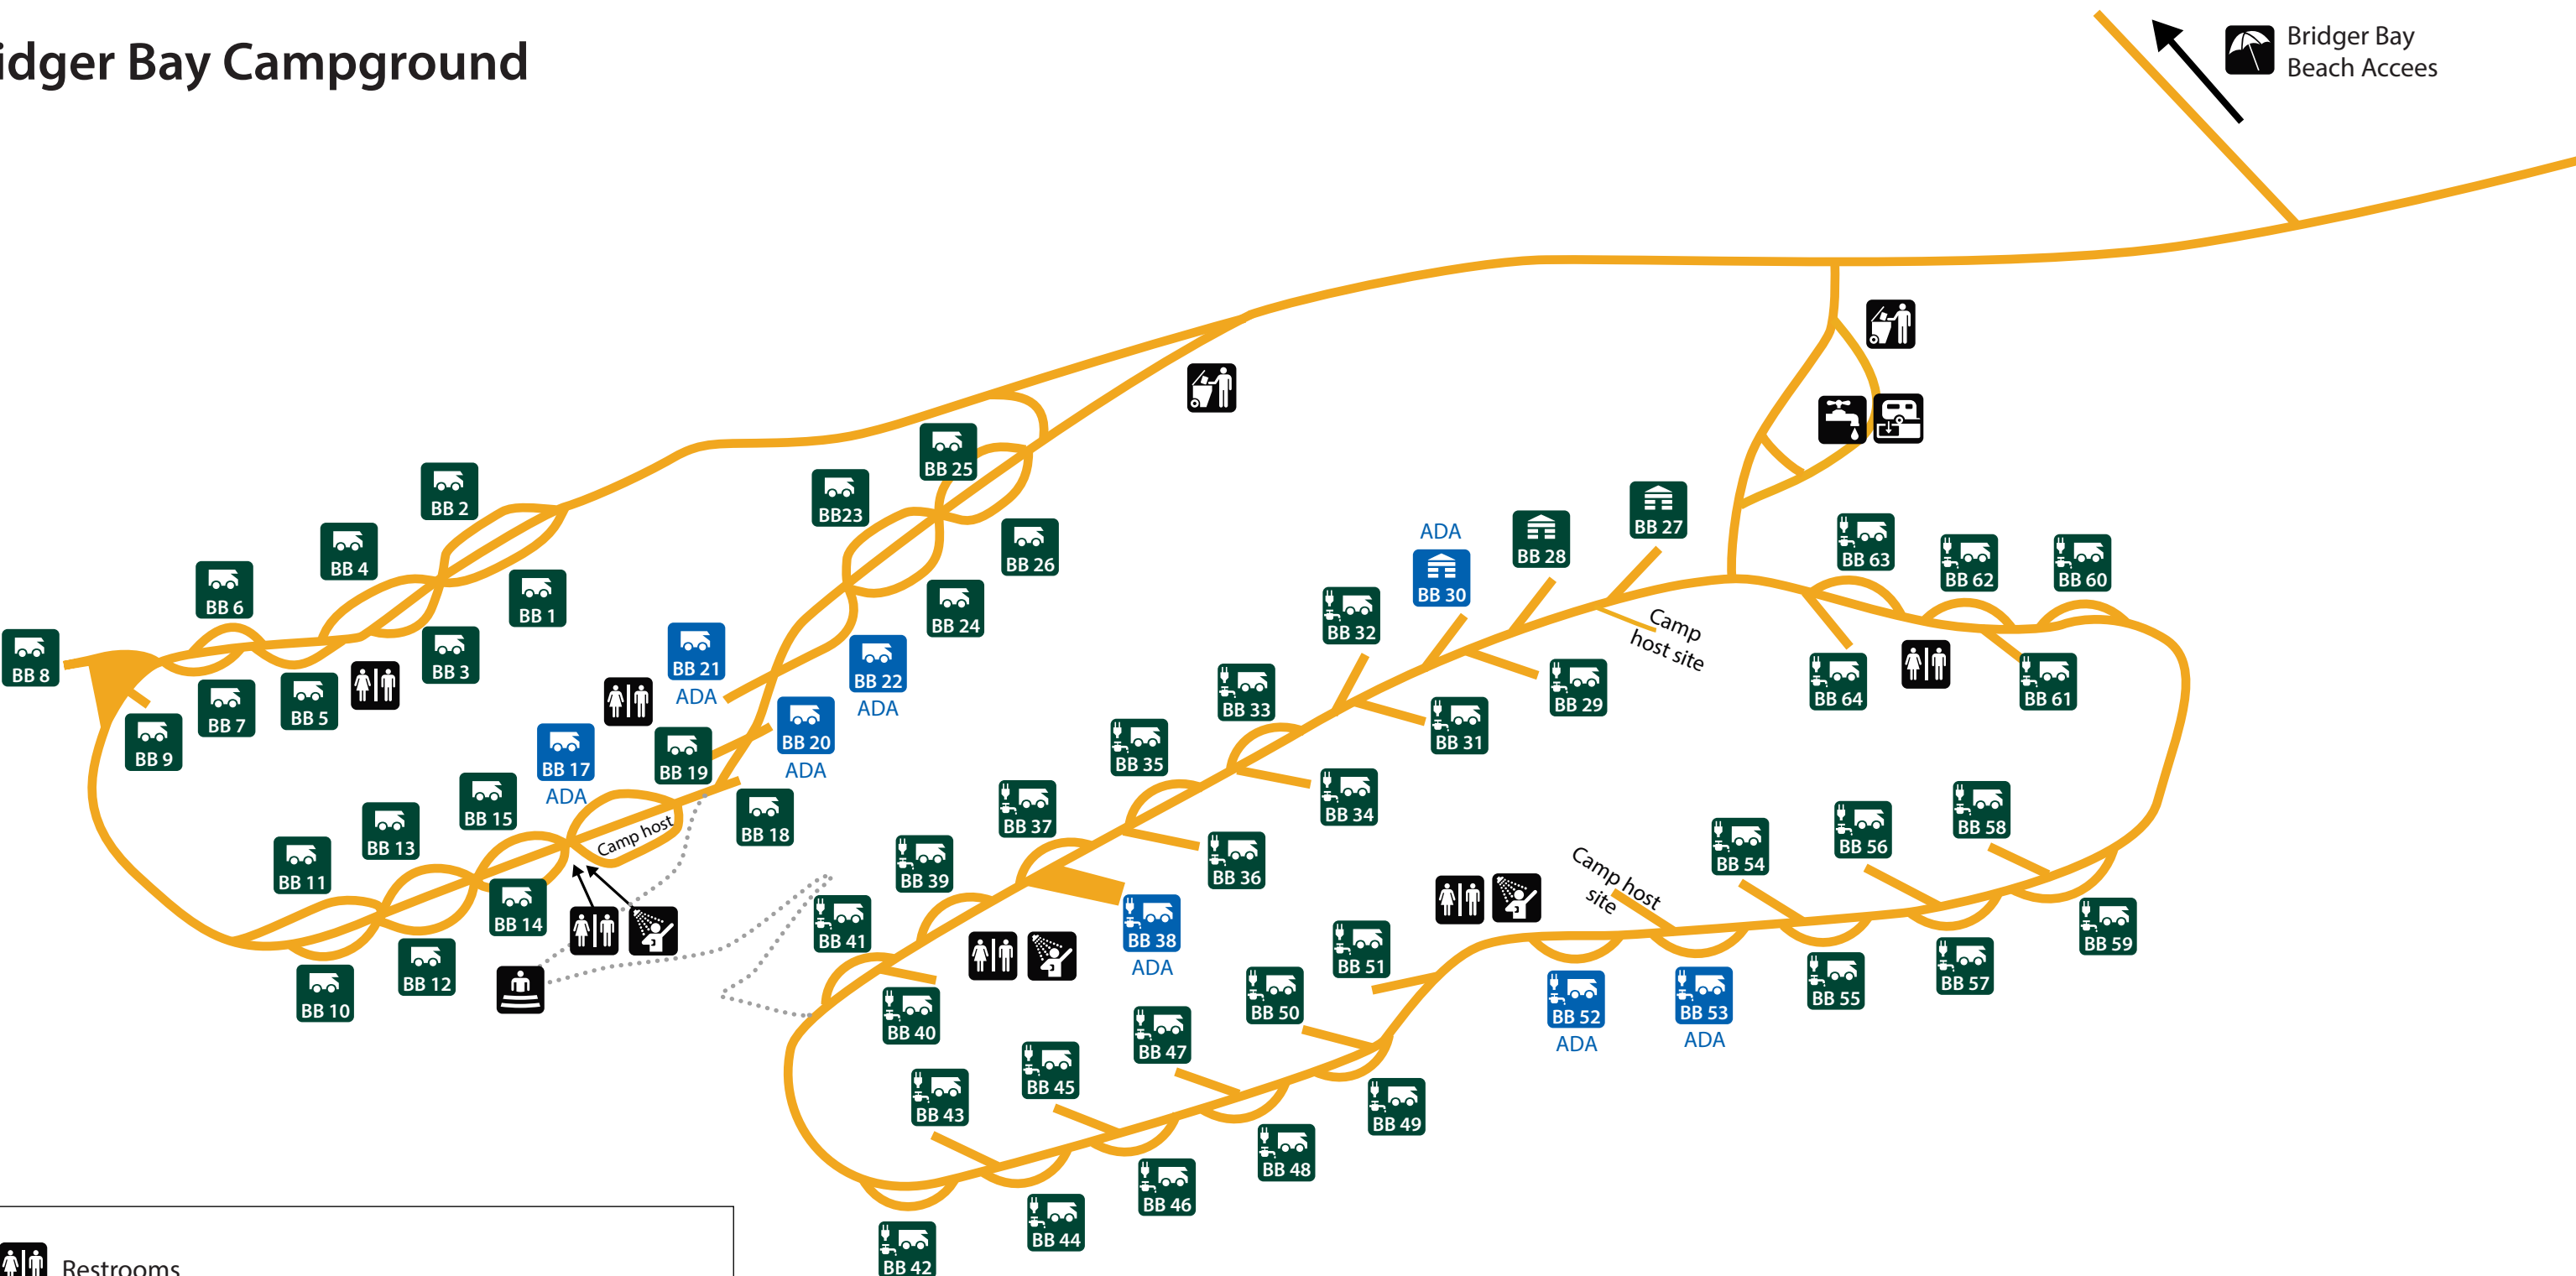 idger Bay Campground
Bridger Bay
Beach Accees
BB 25
BB 2
BB23
BB 27
BB 26
BB 28
ADA
BB 30
BB 63
BB 62
BB 60
BB 4
BB 6
BB 1
BB 24
BB 32
Camp
host site
BB 8
BB 3
BB 21
ADA
BB 22
ADA
BB 7
BB 5
BB 33
BB 29
BB 64
BB 61
BB 9
BB 17
ADA
BB 19
BB 20
ADA
BB 35
BB 31
BB 15
BB 13
BB 11
Camp host
BB 18
BB 37
BB 34
BB 58
BB 56
BB 54
BB 39
BB 36
Camp host
site
BB 14
BB 41
BB 38
ADA
BB 51
BB 59
BB 12
BB 10
BB 40
BB 50
BB 52
ADA
BB 53
ADA
BB 55
BB 57
BB 47
BB 45
BB 43
BB 49
BB 48
BB 46
BB 44
BB 42
Restrooms